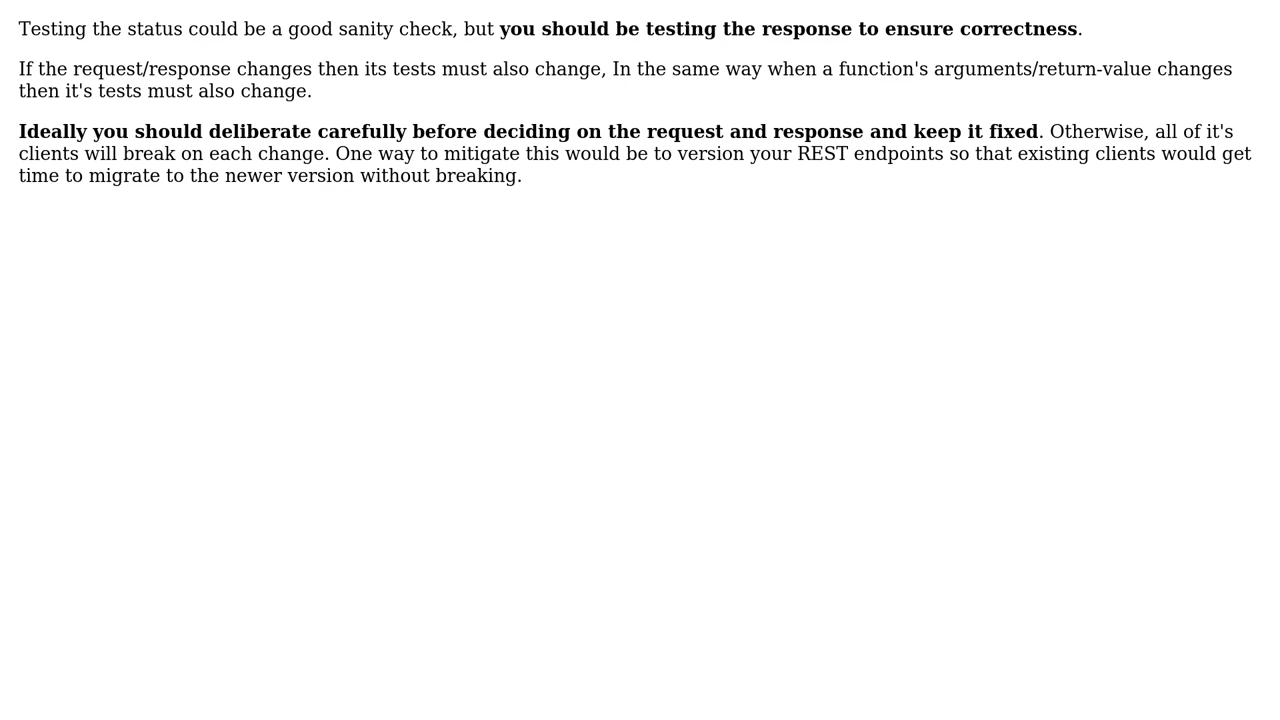 Testing the status could be a good sanity check, but you should be testing the response to ensure correctness.
If the request/response changes then its tests must also change, In the same way when a function's arguments/return-value changes
then it's tests must also change.
Ideally you should deliberate carefully before deciding on the request and response and keep it fixed. Otherwise, all of it's
clients will break on each change. One way to mitigate this would be to version your REST endpoints so that existing clients would get
time to migrate to the newer version without breaking.